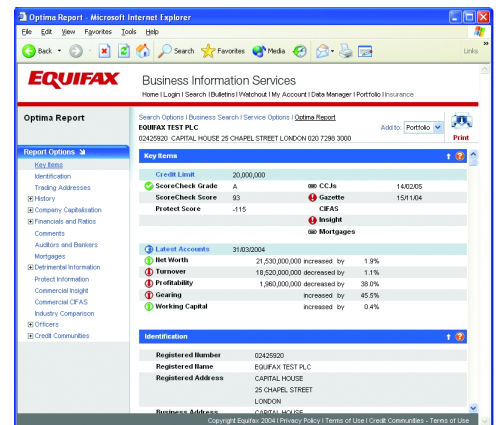 Optima Report - Microsoft Internet Explorer
File Edit View Favorites Tools Help
Back Search Favorites Media Links
EQUIFAX
Business Information Services
Home | Login | Search | Bulletins | Watchout | My Account | Data Manager | Portfolio | Insurance
Optima Report
Search Options | Business Search | Service Options | Optima Report
EQUIFAX TEST PLC
Add to: Portfolio
Print
02425920 CAPITAL HOUSE 25 CHAPEL STREET LONDON 020 7298 3000
Report Options
Key Items
Identification
Trading Addresses
History
Company Capitalisation
Financials and Ratios
Comments
Auditors and Bankers
Mortgages
Detrimental Information
Protect Information
Commercial Insight
Commercial CIFAS
Industry Comparison
Officers
Credit Communities
Key Items
Credit Limit 20,000,000
ScoreCheck Grade A CCJs 14/02/05
ScoreCheck Score 93 Gazette 15/11/04
Protect Score -115 CIFAS
Insight
Mortgages
Latest Accounts 31/03/2004
Net Worth 21,530,000,000 increased by 1.9%
Turnover 18,520,000,000 decreased by 1.1%
Profitability 1,960,000,000 decreased by 38.0%
Gearing increased by 45.5%
Working Capital increased by 0.4%
Identification
Registered Number 02425920
Registered Name EQUIFAX TEST PLC
Registered Address CAPITAL HOUSE
25 CHAPEL STREET
LONDON
Business Address CAPITAL HOUSE
Copyright Equifax 2004 | Privacy Policy | Terms of Use | Credit Communities - Terms of Use